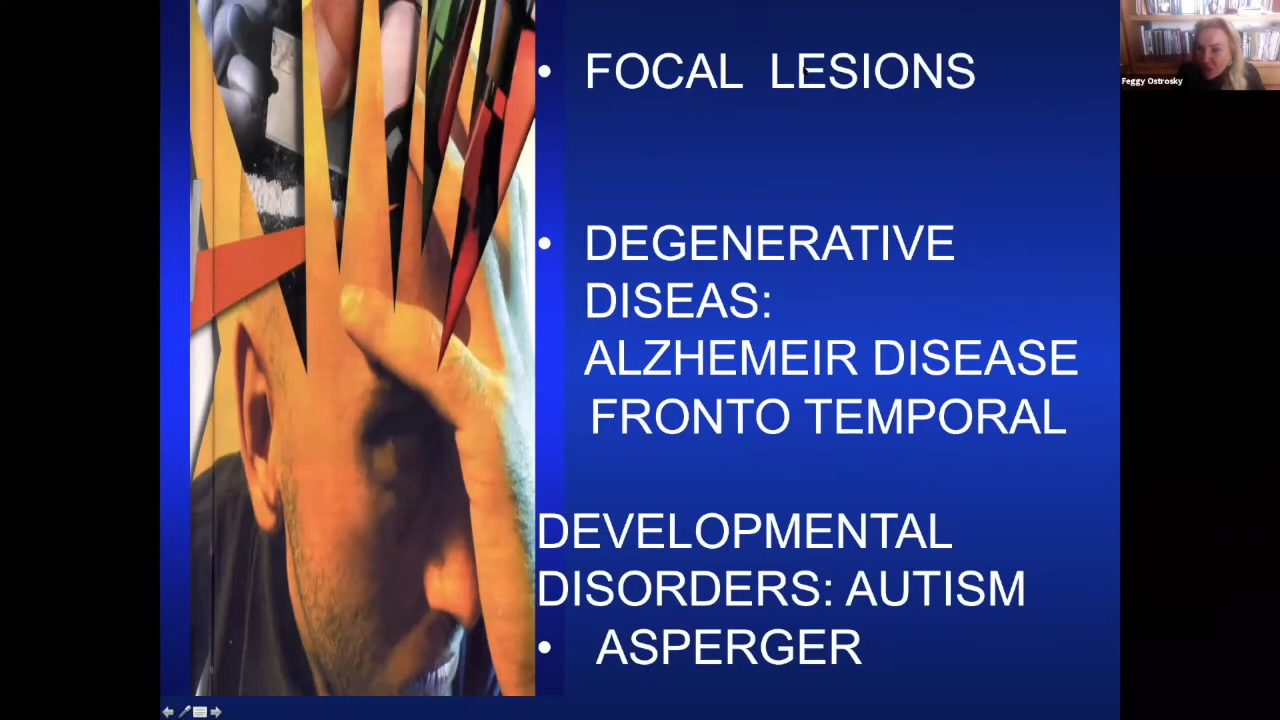 • FOCAL LESIONS
• DEGENERATIVE
DISEAS:
ALZHEMEIR DISEASE
FRONTO TEMPORAL
DEVELOPMENTAL
DISORDERS: AUTISM
• ASPERGER
Feggy Ostrosky